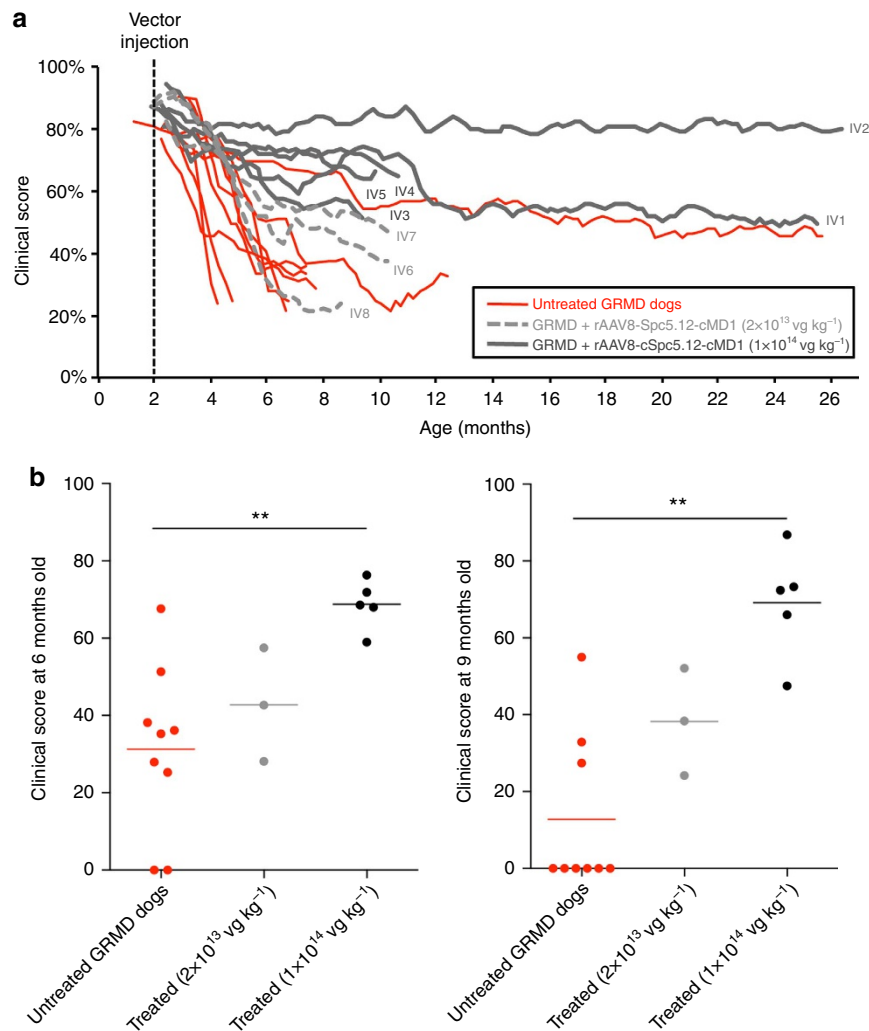 a
Vector
injection
100%
80%
60%
40%
20%
0%
Clinical score
IV2
IV5
IV4
IV3
IV1
IV7
IV6
IV8
Untreated GRMD dogs
GRMD + rAAV8-Spc5.12-cMD1 (2×10¹³ vg kg⁻¹)
GRMD + rAAV8-cSpc5.12-cMD1 (1×10¹⁴ vg kg⁻¹)
0 2 4 6 8 10 12 14 16 18 20 22 24 26
Age (months)
b
100
80
60
40
20
0
Clinical score at 6 months old
**
Untreated GRMD dogs
Treated (2×10¹³ vg kg⁻¹)
Treated (1×10¹⁴ vg kg⁻¹)
100
80
60
40
20
0
Clinical score at 9 months old
**
Untreated GRMD dogs
Treated (2×10¹³ vg kg⁻¹)
Treated (1×10¹⁴ vg kg⁻¹)